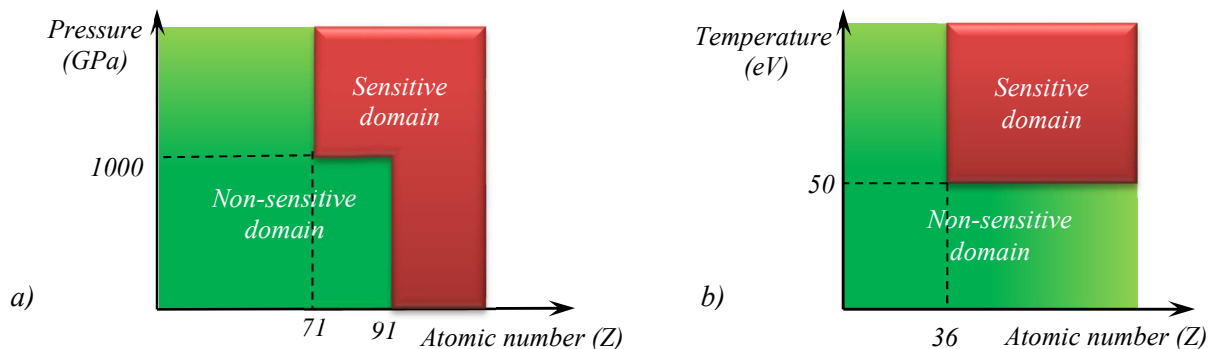 Pressure
(GPa)
Sensitive
domain
1000
Non-sensitive
domain
a)
71
91
Atomic number (Z)
Temperature
(eV)
Sensitive
domain
50
Non-sensitive
domain
b)
36
Atomic number (Z)